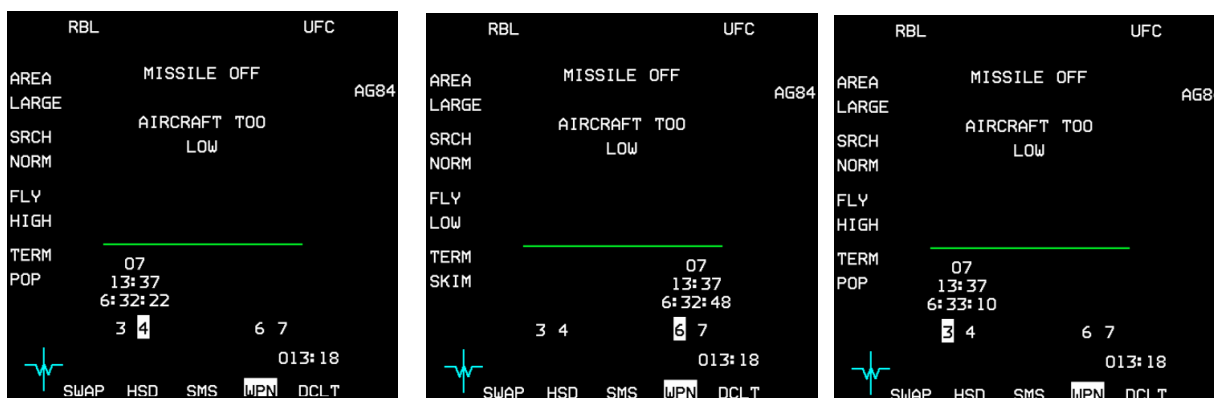 RBL UFC
MISSILE OFF
AREA
LARGE
AG84
AIRCRAFT TOO
LOW
SRCH
NORM
FLY
HIGH
TERM
POP
07
13:37
6:32:22
3 4 6 7
013:18
SWAP HSD SMS WPN DCLT
RBL UFC
MISSILE OFF
AREA
LARGE
AG84
AIRCRAFT TOO
LOW
SRCH
NORM
FLY
LOW
TERM
SKIM
07
13:37
6:32:48
3 4 6 7
013:18
SWAP HSD SMS WPN DCLT
RBL UFC
MISSILE OFF
AREA
LARGE
AG8
AIRCRAFT TOO
LOW
SRCH
NORM
FLY
HIGH
TERM
POP
07
13:37
6:33:10
3 4 6 7
013:18
SWAP HSD SMS WPN DCLT